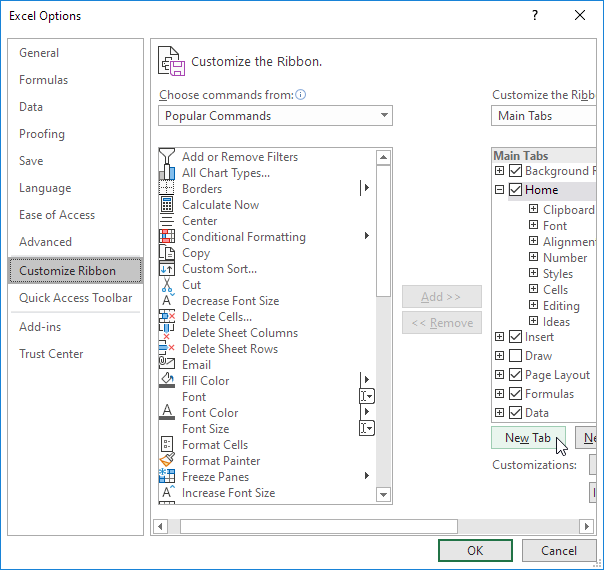 Excel Options
?
General
Formulas
Data
Proofing
Save
Language
Ease of Access
Advanced
Customize Ribbon
Quick Access Toolbar
Add-ins
Trust Center
Customize the Ribbon.
Choose commands from:
Popular Commands
Add or Remove Filters
All Chart Types...
Borders
Calculate Now
Center
Conditional Formatting
Copy
Custom Sort...
Cut
Decrease Font Size
Delete Cells...
Delete Sheet Columns
Delete Sheet Rows
Email
Fill Color
Font
Font Color
Font Size
Format Cells
Format Painter
Freeze Panes
Increase Font Size
Add >>
<< Remove
Customize the Ribb
Main Tabs
Main Tabs
Background
Home
Clipboard
Font
Alignmen
Number
Styles
Cells
Editing
Ideas
Insert
Draw
Page Layout
Formulas
Data
New Tab
Ne
Customizations:
OK
Cancel